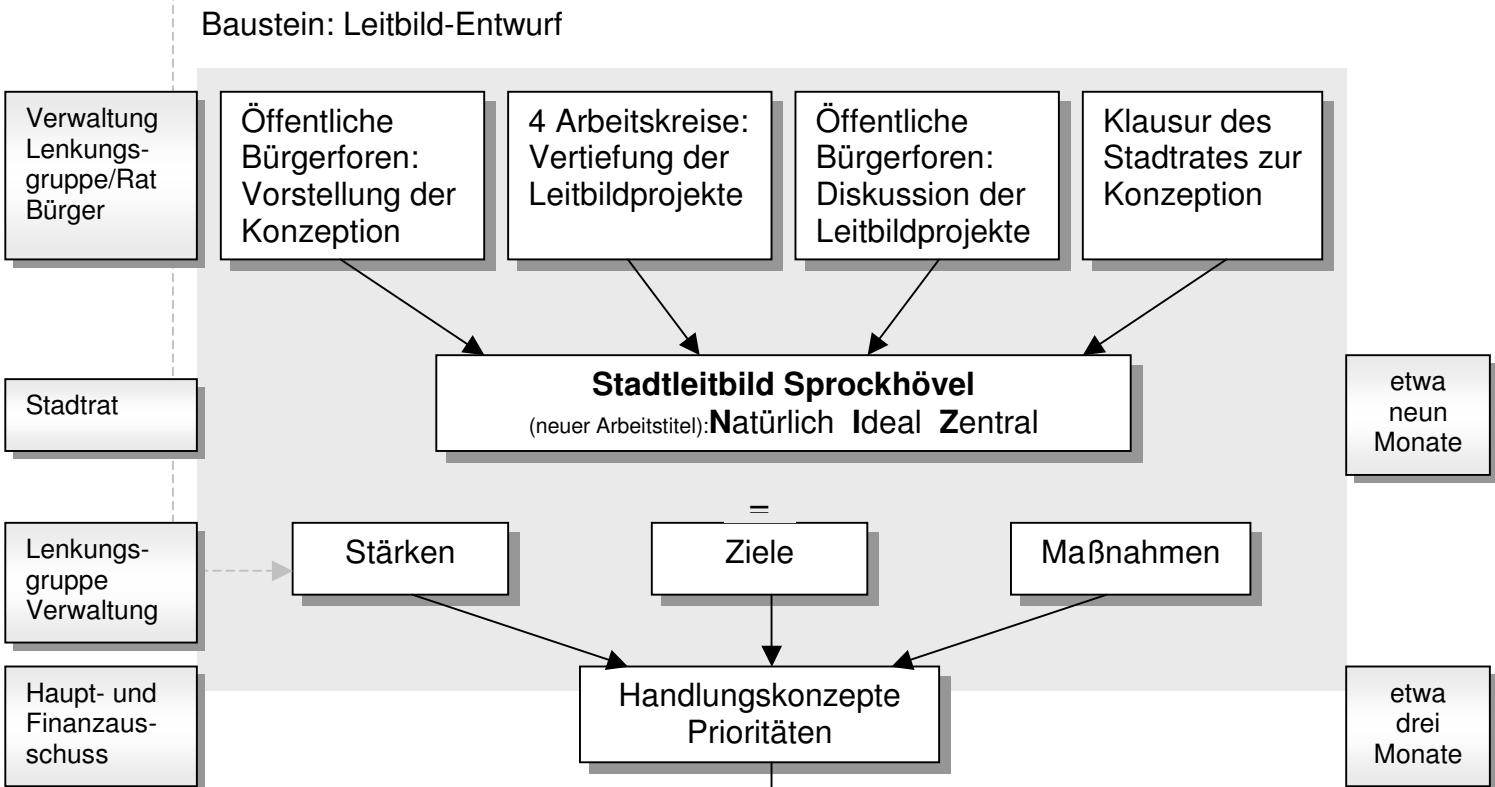 Baustein: Leitbild-Entwurf
Verwaltung
Lenkungs-
gruppe/Rat
Bürger
Öffentliche
Bürgerforen:
Vorstellung der
Konzeption
4 Arbeitskreise:
Vertiefung der
Leitbildprojekte
Öffentliche
Bürgerforen:
Diskussion der
Leitbildprojekte
Klausur des
Stadtrates zur
Konzeption
Stadtrat
Stadtleitbild Sprockhövel
(neuer Arbeitstitel):Natürlich Ideal Zentral
etwa
neun
Monate
=
Lenkungs-
gruppe
Verwaltung
Stärken
Ziele
Maßnahmen
Haupt- und
Finanzaus-
schuss
Handlungskonzepte
Prioritäten
etwa
drei
Monate